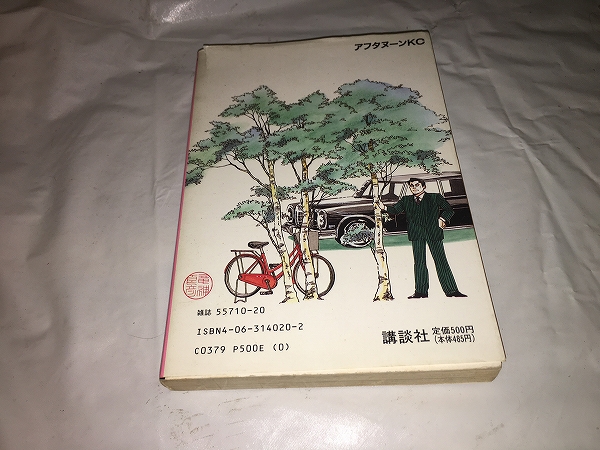 アフタヌーンKC
雑誌 55710-20
ISBN4-06-314020-2
C0379 P500E (0)
講談社 定価500円
(本体485円)